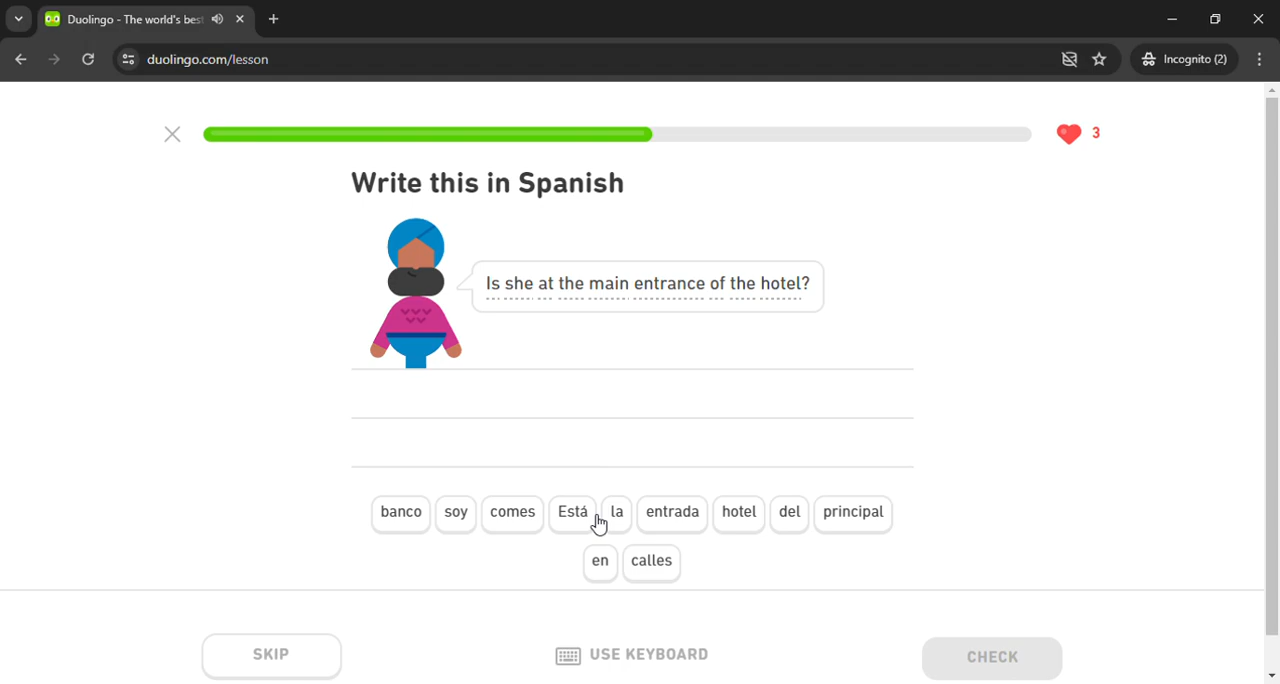 Duolingo - The world's bes
duolingo.com/lesson
Incognito (2)
3
Write this in Spanish
Is she at the main entrance of the hotel?
banco soy comes Está la entrada hotel del principal
en calles
SKIP USE KEYBOARD CHECK